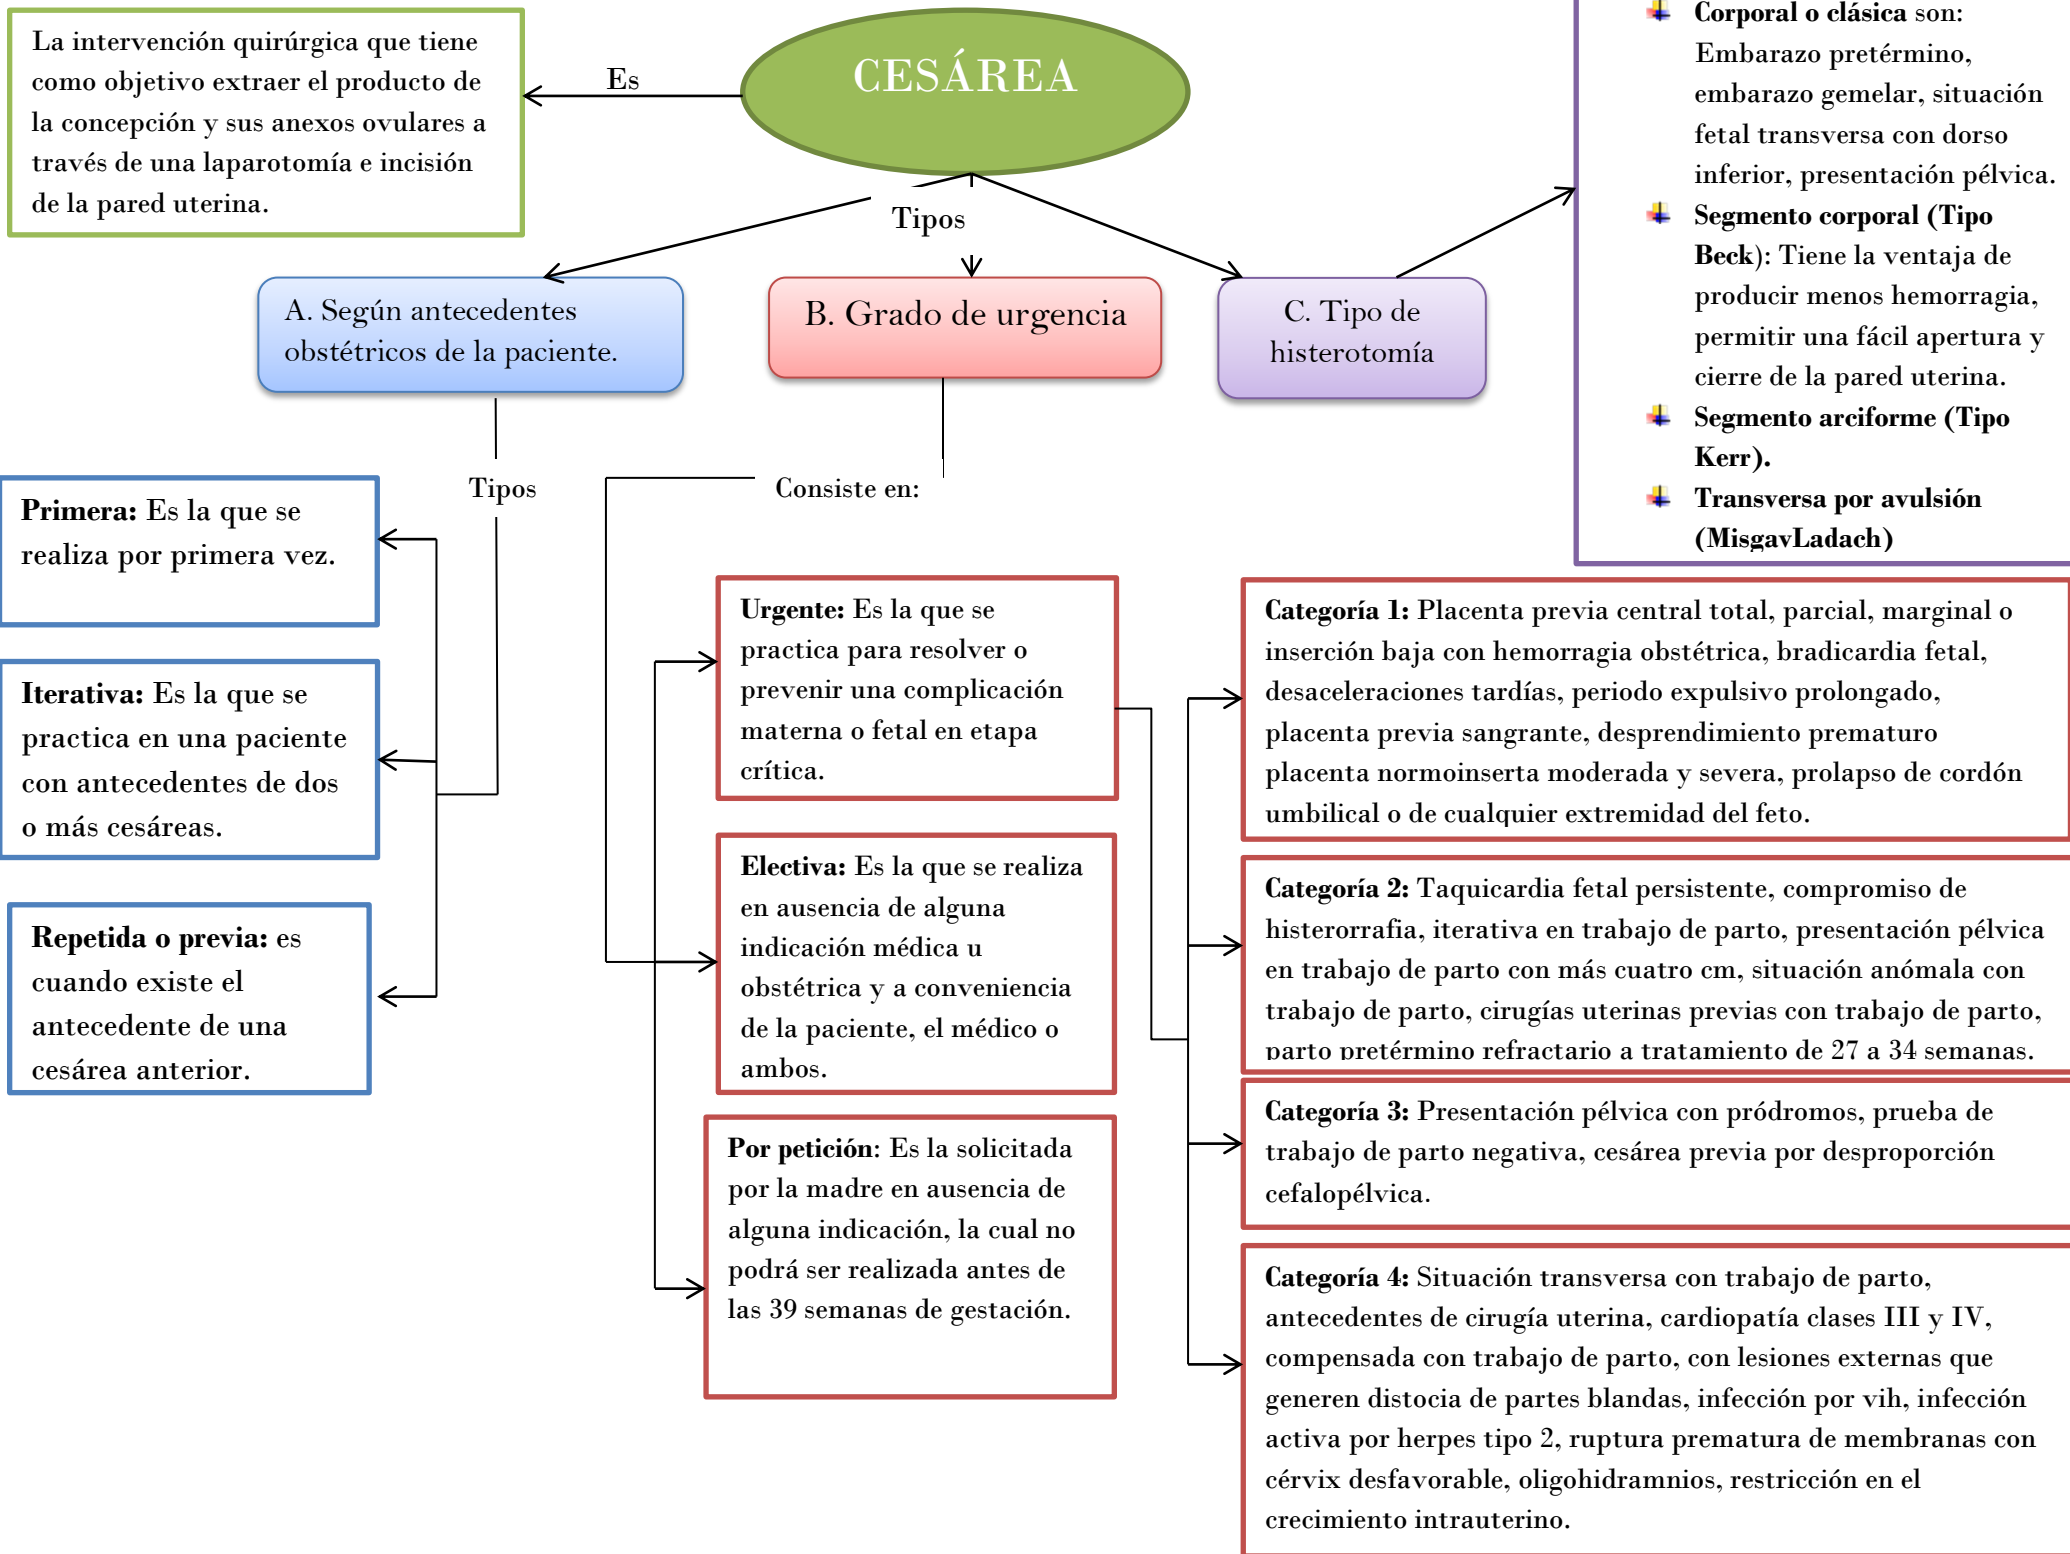 La intervención quirúrgica que tiene
como objetivo extraer el producto de
la concepción y sus anexos ovulares a
través de una laparotomía e incisión
de la pared uterina.
Es
CESÁREA
Tipos
A. Según antecedentes
obstétricos de la paciente.
B. Grado de urgencia
C. Tipo de
histerotomía
Corporal o clásica son:
Embarazo pretérmino,
embarazo gemelar, situación
fetal transversa con dorso
inferior, presentación pélvica.
Segmento corporal (Tipo
Beck): Tiene la ventaja de
producir menos hemorragia,
permitir una fácil apertura y
cierre de la pared uterina.
Segmento arciforme (Tipo
Kerr).
Transversa por avulsión
(MisgavLadach)
Tipos
Primera: Es la que se
realiza por primera vez.
Iterativa: Es la que se
practica en una paciente
con antecedentes de dos
o más cesáreas.
Repetida o previa: es
cuando existe el
antecedente de una
cesárea anterior.
Consiste en:
Urgente: Es la que se
practica para resolver o
prevenir una complicación
materna o fetal en etapa
crítica.
Electiva: Es la que se realiza
en ausencia de alguna
indicación médica u
obstétrica y a conveniencia
de la paciente, el médico o
ambos.
Por petición: Es la solicitada
por la madre en ausencia de
alguna indicación, la cual no
podrá ser realizada antes de
las 39 semanas de gestación.
Categoría 1: Placenta previa central total, parcial, marginal o
inserción baja con hemorragia obstétrica, bradicardia fetal,
desaceleraciones tardías, periodo expulsivo prolongado,
placenta previa sangrante, desprendimiento prematuro
placenta normoinserta moderada y severa, prolapso de cordón
umbilical o de cualquier extremidad del feto.
Categoría 2: Taquicardia fetal persistente, compromiso de
histerorrafia, iterativa en trabajo de parto, presentación pélvica
en trabajo de parto con más cuatro cm, situación anómala con
trabajo de parto, cirugías uterinas previas con trabajo de parto,
parto pretérmino refractario a tratamiento de 27 a 34 semanas.
Categoría 3: Presentación pélvica con pródromos, prueba de
trabajo de parto negativa, cesárea previa por desproporción
cefalopélvica.
Categoría 4: Situación transversa con trabajo de parto,
antecedentes de cirugía uterina, cardiopatía clases III y IV,
compensada con trabajo de parto, con lesiones externas que
generen distocia de partes blandas, infección por vih, infección
activa por herpes tipo 2, ruptura prematura de membranas con
cérvix desfavorable, oligohidramnios, restricción en el
crecimiento intrauterino.